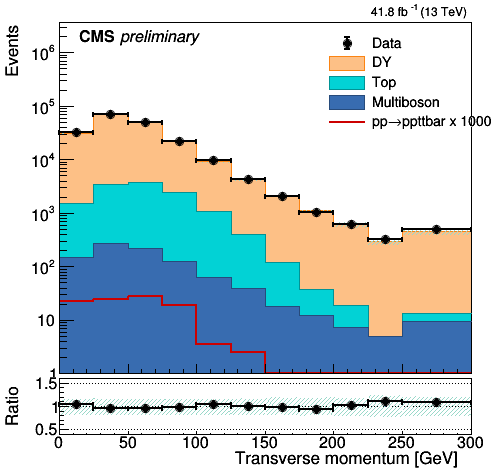 41.8 fb⁻¹ (13 TeV)
CMS preliminary
Events
Data
DY
Top
Multiboson
pp→ppttbar x 1000
10⁶
10⁵
10⁴
10³
10²
10
1
Ratio
1.5
1
0.5
0 50 100 150 200 250 300
Transverse momentum [GeV]